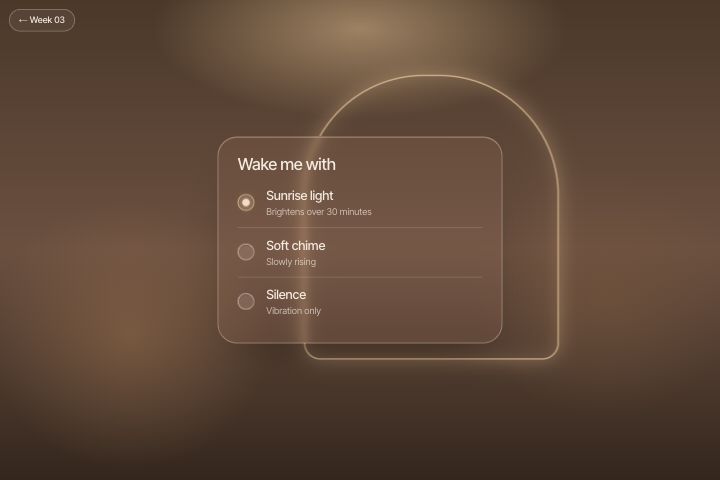 ← Week 03
Wake me with
Sunrise light
Brightens over 30 minutes
Soft chime
Slowly rising
Silence
Vibration only